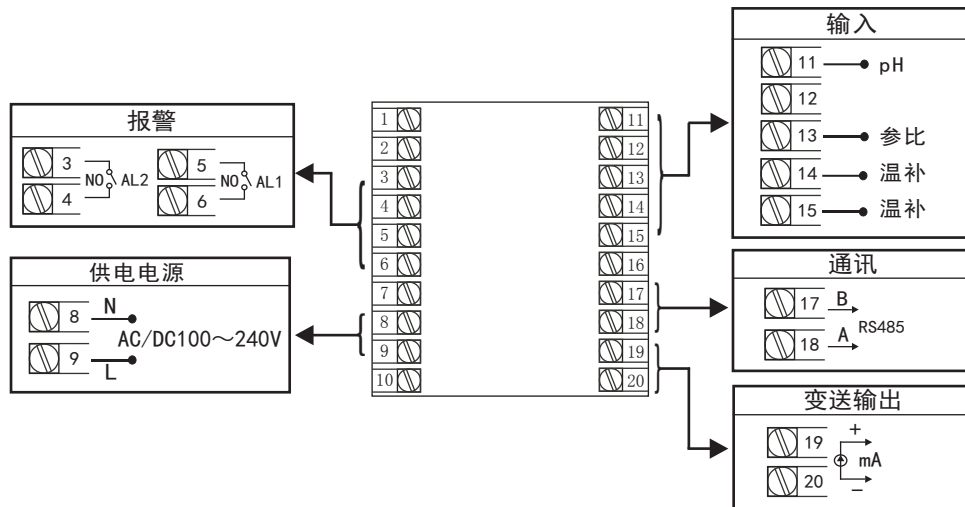 输入
11 pH
12
13 参比
14 温补
15 温补
报警
3 NO AL2
4
5 NO AL1
6
供电电源
8 N
AC/DC100～240V
9 L
1
2
3
4
5
6
7
8
9
10
11
12
13
14
15
16
17
18
19
20
通讯
17 B
RS485
18 A
变送输出
19 +
mA
20 −